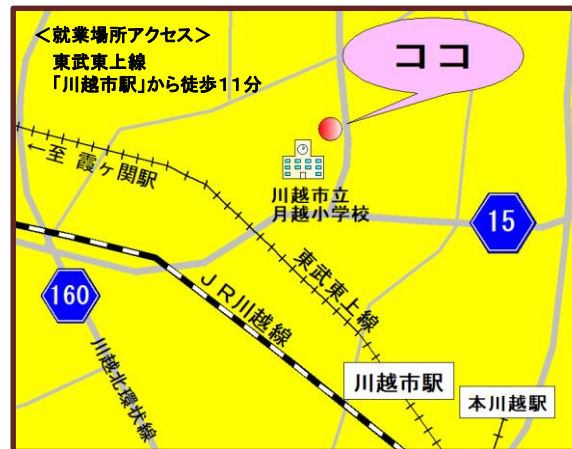 ＜就業場所アクセス＞
東武東上線
「川越市駅」から徒歩１１分
ココ
←至 霞ヶ関駅
川越市立
月越小学校
15
東武東上線
160
ＪＲ川越線
川越北環状線
川越市駅
本川越駅